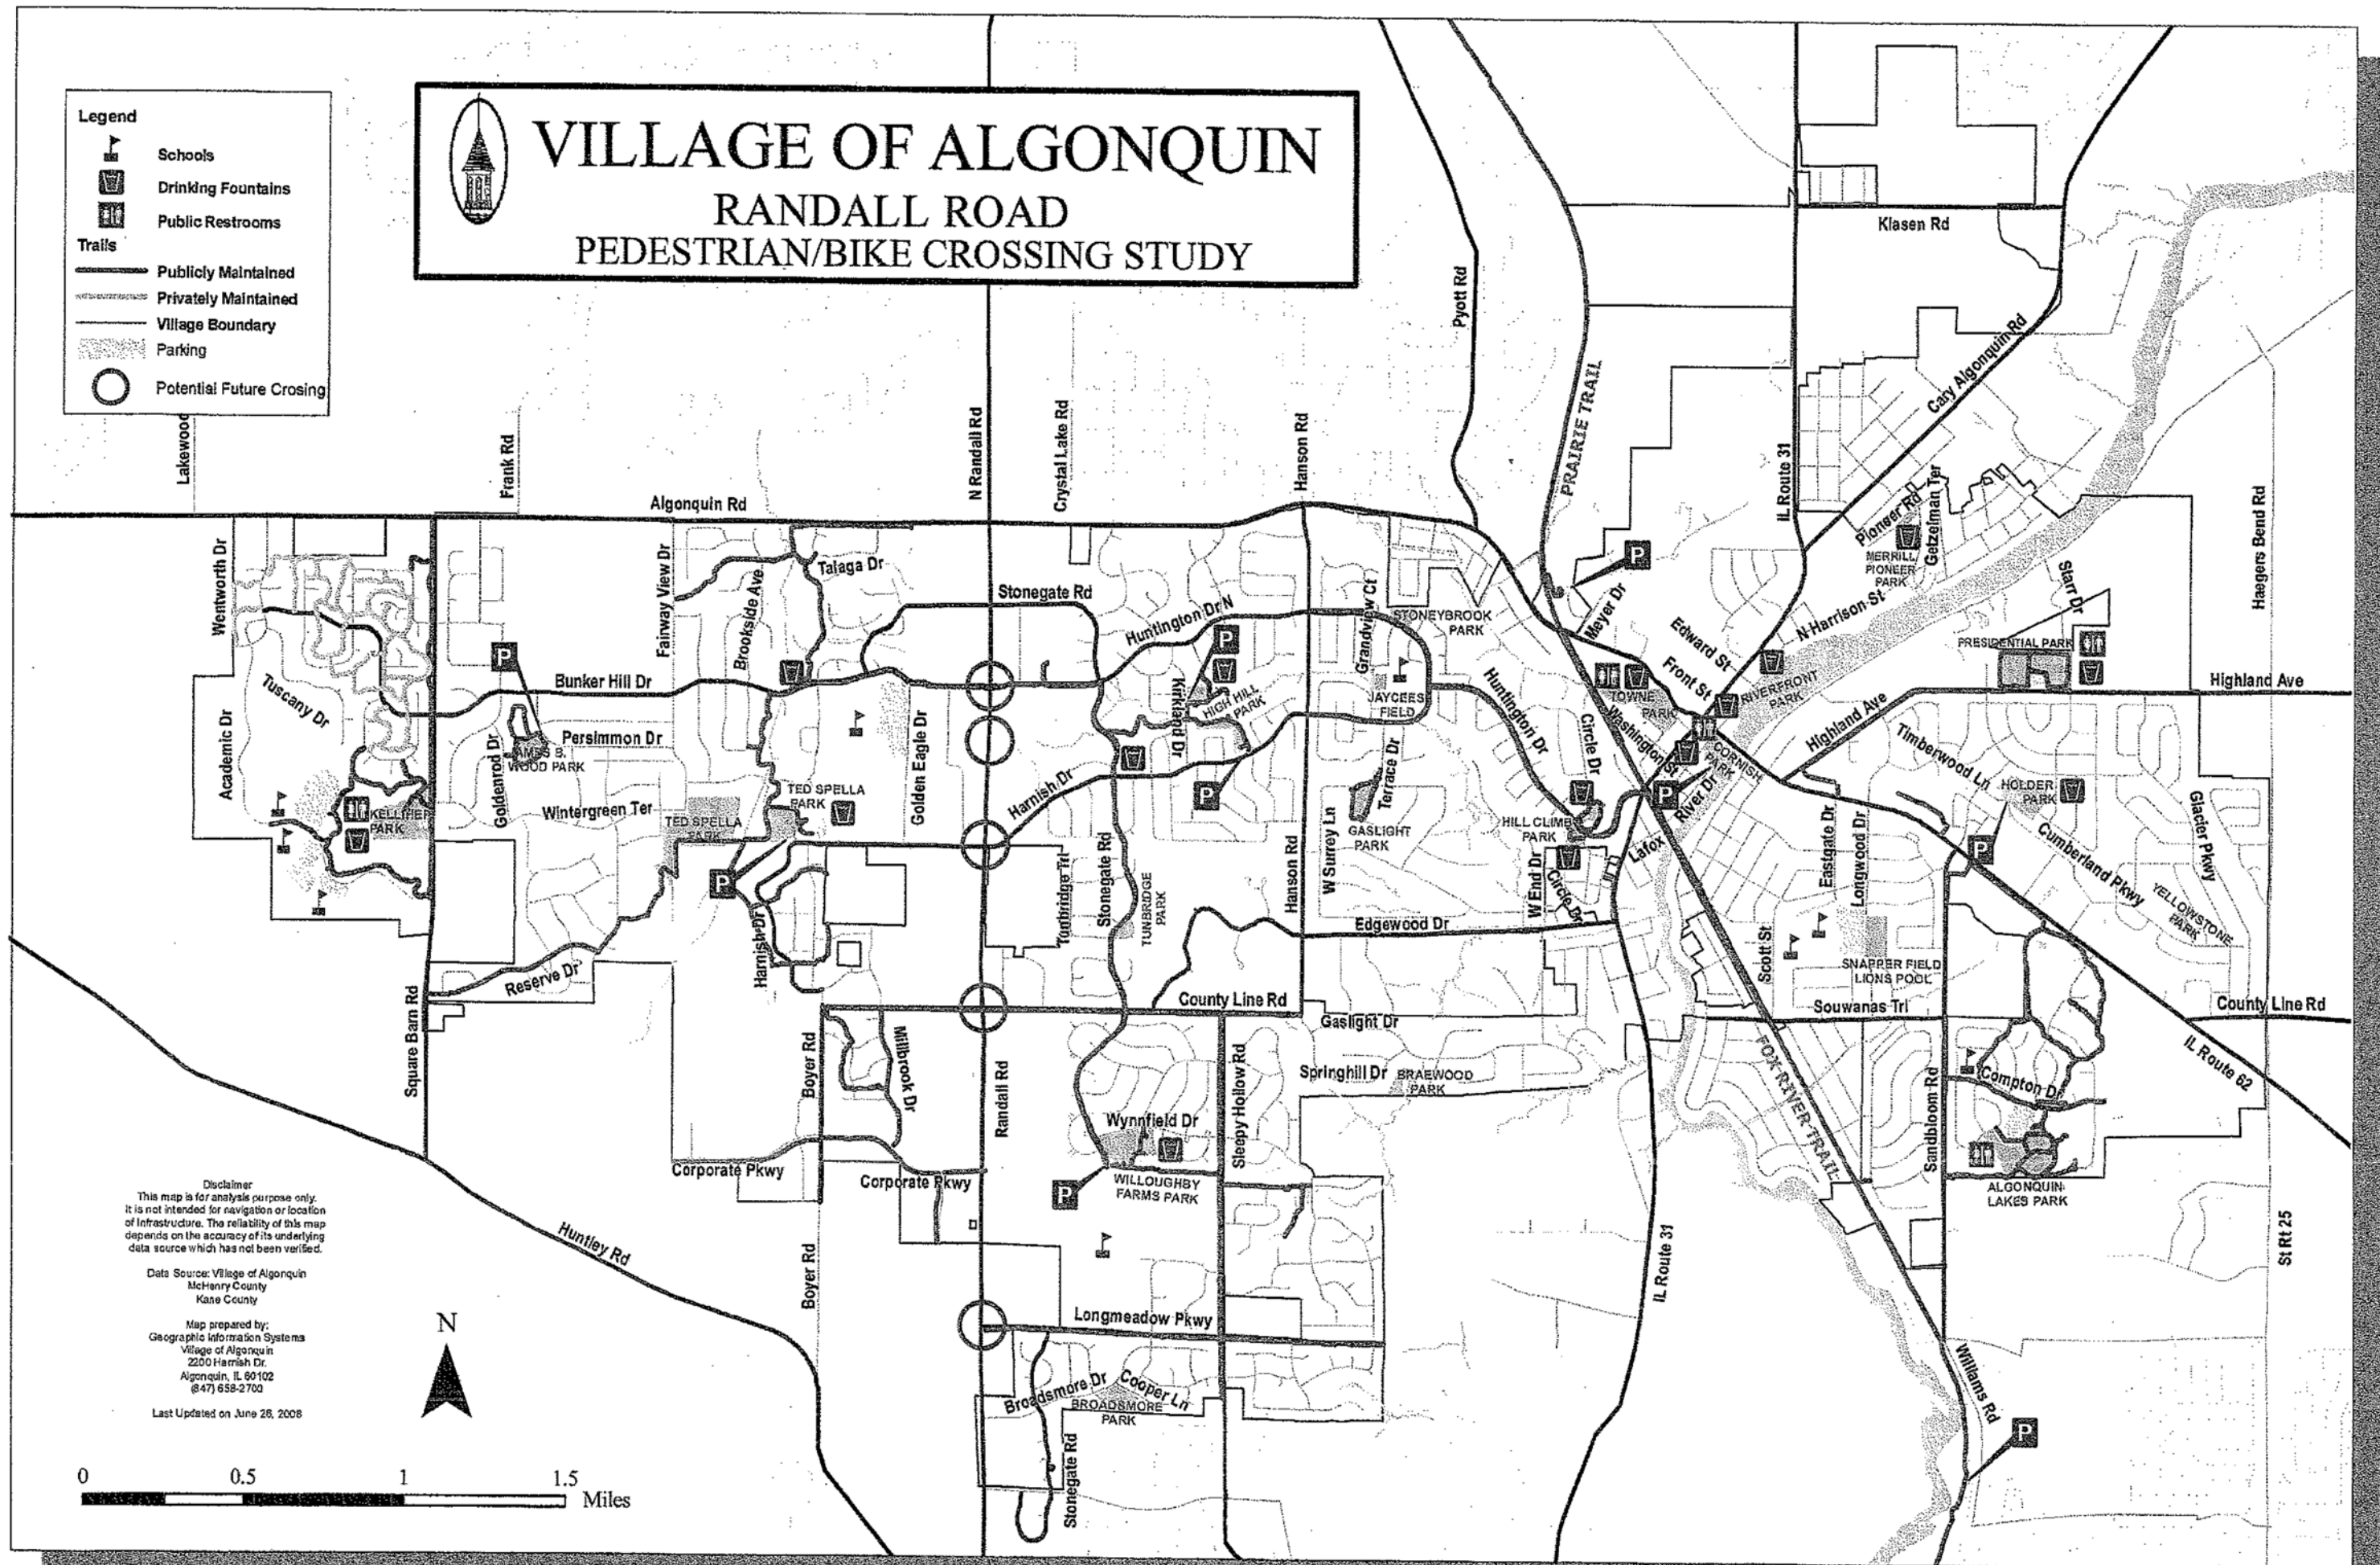 Legend
Schools
Drinking Fountains
Public Restrooms
Trails
Publicly Maintained
Privately Maintained
Village Boundary
Parking
Potential Future Crosing
VILLAGE OF ALGONQUIN
RANDALL ROAD
PEDESTRIAN/BIKE CROSSING STUDY
Klasen Rd
Pyott Rd
PRAIRIE TRAIL
Cary Algonquin Rd
IL Route 31
Lakewood
Frank Rd
N Randall Rd
Crystal Lake Rd
Hanson Rd
Algonquin Rd
Haegers Bend Rd
Pioneer Rd
Getzelman Ter
MERRILL
PIONEER
PARK
Starr Dr
N Harrison St
Wentworth Dr
Fairway View Dr
Brookside Ave
Talaga Dr
Stonegate Rd
Huntington Dr N
Grandview Ct
STONEYBROOK
PARK
P
Meyer Dr
Edward St
Front St
PRESIDENTIAL PARK
Highland Ave
P
Bunker Hill Dr
P
Kirkland Dr
HIGH HILL
PARK
JAYCEES
FIELD
Huntington Dr
TOWNE
PARK
RIVERFRONT
PARK
Highland Ave
Tuscany Dr
Academic Dr
Goldenrod Dr
Persimmon Dr
JAMES B.
WOOD PARK
Golden Eagle Dr
Harnish Dr
P
Terrace Dr
Circle Dr
Washington St
CORNISH
PARK
P
River Dr
Timberwood Ln
HOLDER
PARK
Glacier Pkwy
KELLIHER
PARK
Wintergreen Ter
TED SPELLA
PARK
TED SPELLA
PARK
P
W Surrey Ln
GASLIGHT
PARK
HILL CLIMB
PARK
Lafox
Eastgate Dr
Longwood Dr
P
Cumberland Pkwy
YELLOWSTONE
PARK
Harnish Dr
Tunbridge Trl
Stonegate Rd
TUNBRIDGE
PARK
Hanson Rd
W End Dr
Circle Dr
Edgewood Dr
Scott St
SNAPPER FIELD
LIONS POOL
Reserve Dr
Square Barn Rd
County Line Rd
Gaslight Dr
Souwanas Trl
County Line Rd
Boyer Rd
Millbrook Dr
Randall Rd
Sleepy Hollow Rd
Springhill Dr
BRAEWOOD
PARK
FOX RIVER TRAIL
Sandbloom Rd
Compton Dr
IL Route 62
Wynnfield Dr
Corporate Pkwy
Corporate Pkwy
P
WILLOUGHBY
FARMS PARK
ALGONQUIN
LAKES PARK
Huntley Rd
Boyer Rd
IL Route 31
St Rt 25
Longmeadow Pkwy
Broadsmore Dr
Cooper Ln
BROADSMORE
PARK
Stonegate Rd
Williams Rd
P
Disclaimer
This map is for analysis purpose only.
It is not intended for navigation or location
of Infrastructure. The reliability of this map
depends on the accuracy of its underlying
data source which has not been verified.
Data Source: Village of Algonquin
McHenry County
Kane County
Map prepared by:
Geographic Information Systems
Village of Algonquin
2200 Harnish Dr.
Algonquin, IL 60102
(847) 658-2700
Last Updated on June 26, 2008
N
0 0.5 1 1.5 Miles